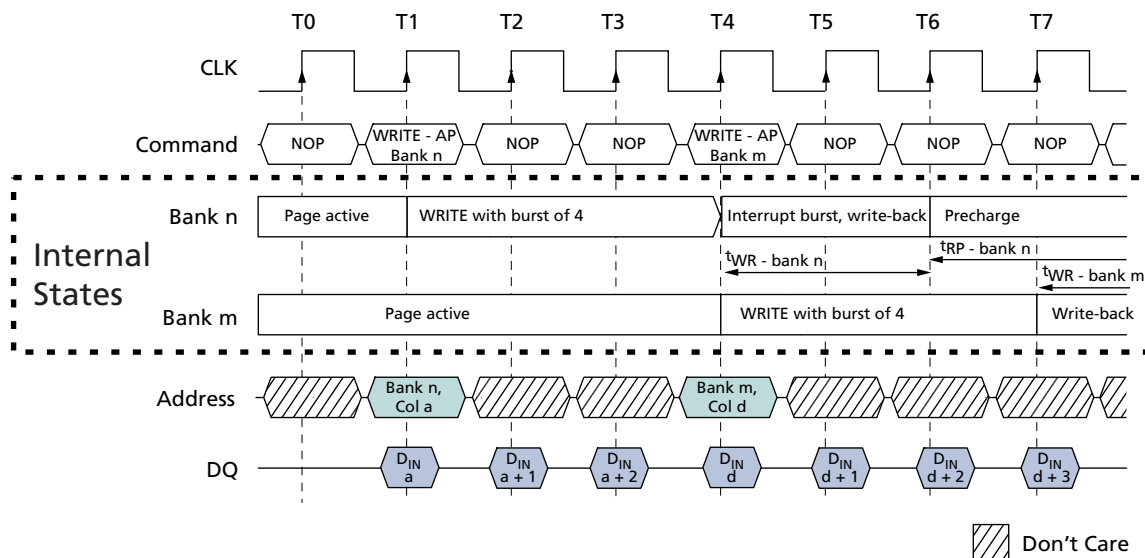 T0 T1 T2 T3 T4 T5 T6 T7
CLK
Command NOP WRITE - AP Bank n NOP NOP WRITE - AP Bank m NOP NOP NOP
Internal States
Bank n Page active WRITE with burst of 4 Interrupt burst, write-back Precharge
tWR - bank n tRP - bank n
tWR - bank m
Bank m Page active WRITE with burst of 4 Write-back
Address Bank n, Col a Bank m, Col d
DQ DIN a DIN a + 1 DIN a + 2 DIN d DIN d + 1 DIN d + 2 DIN d + 3
Don't Care